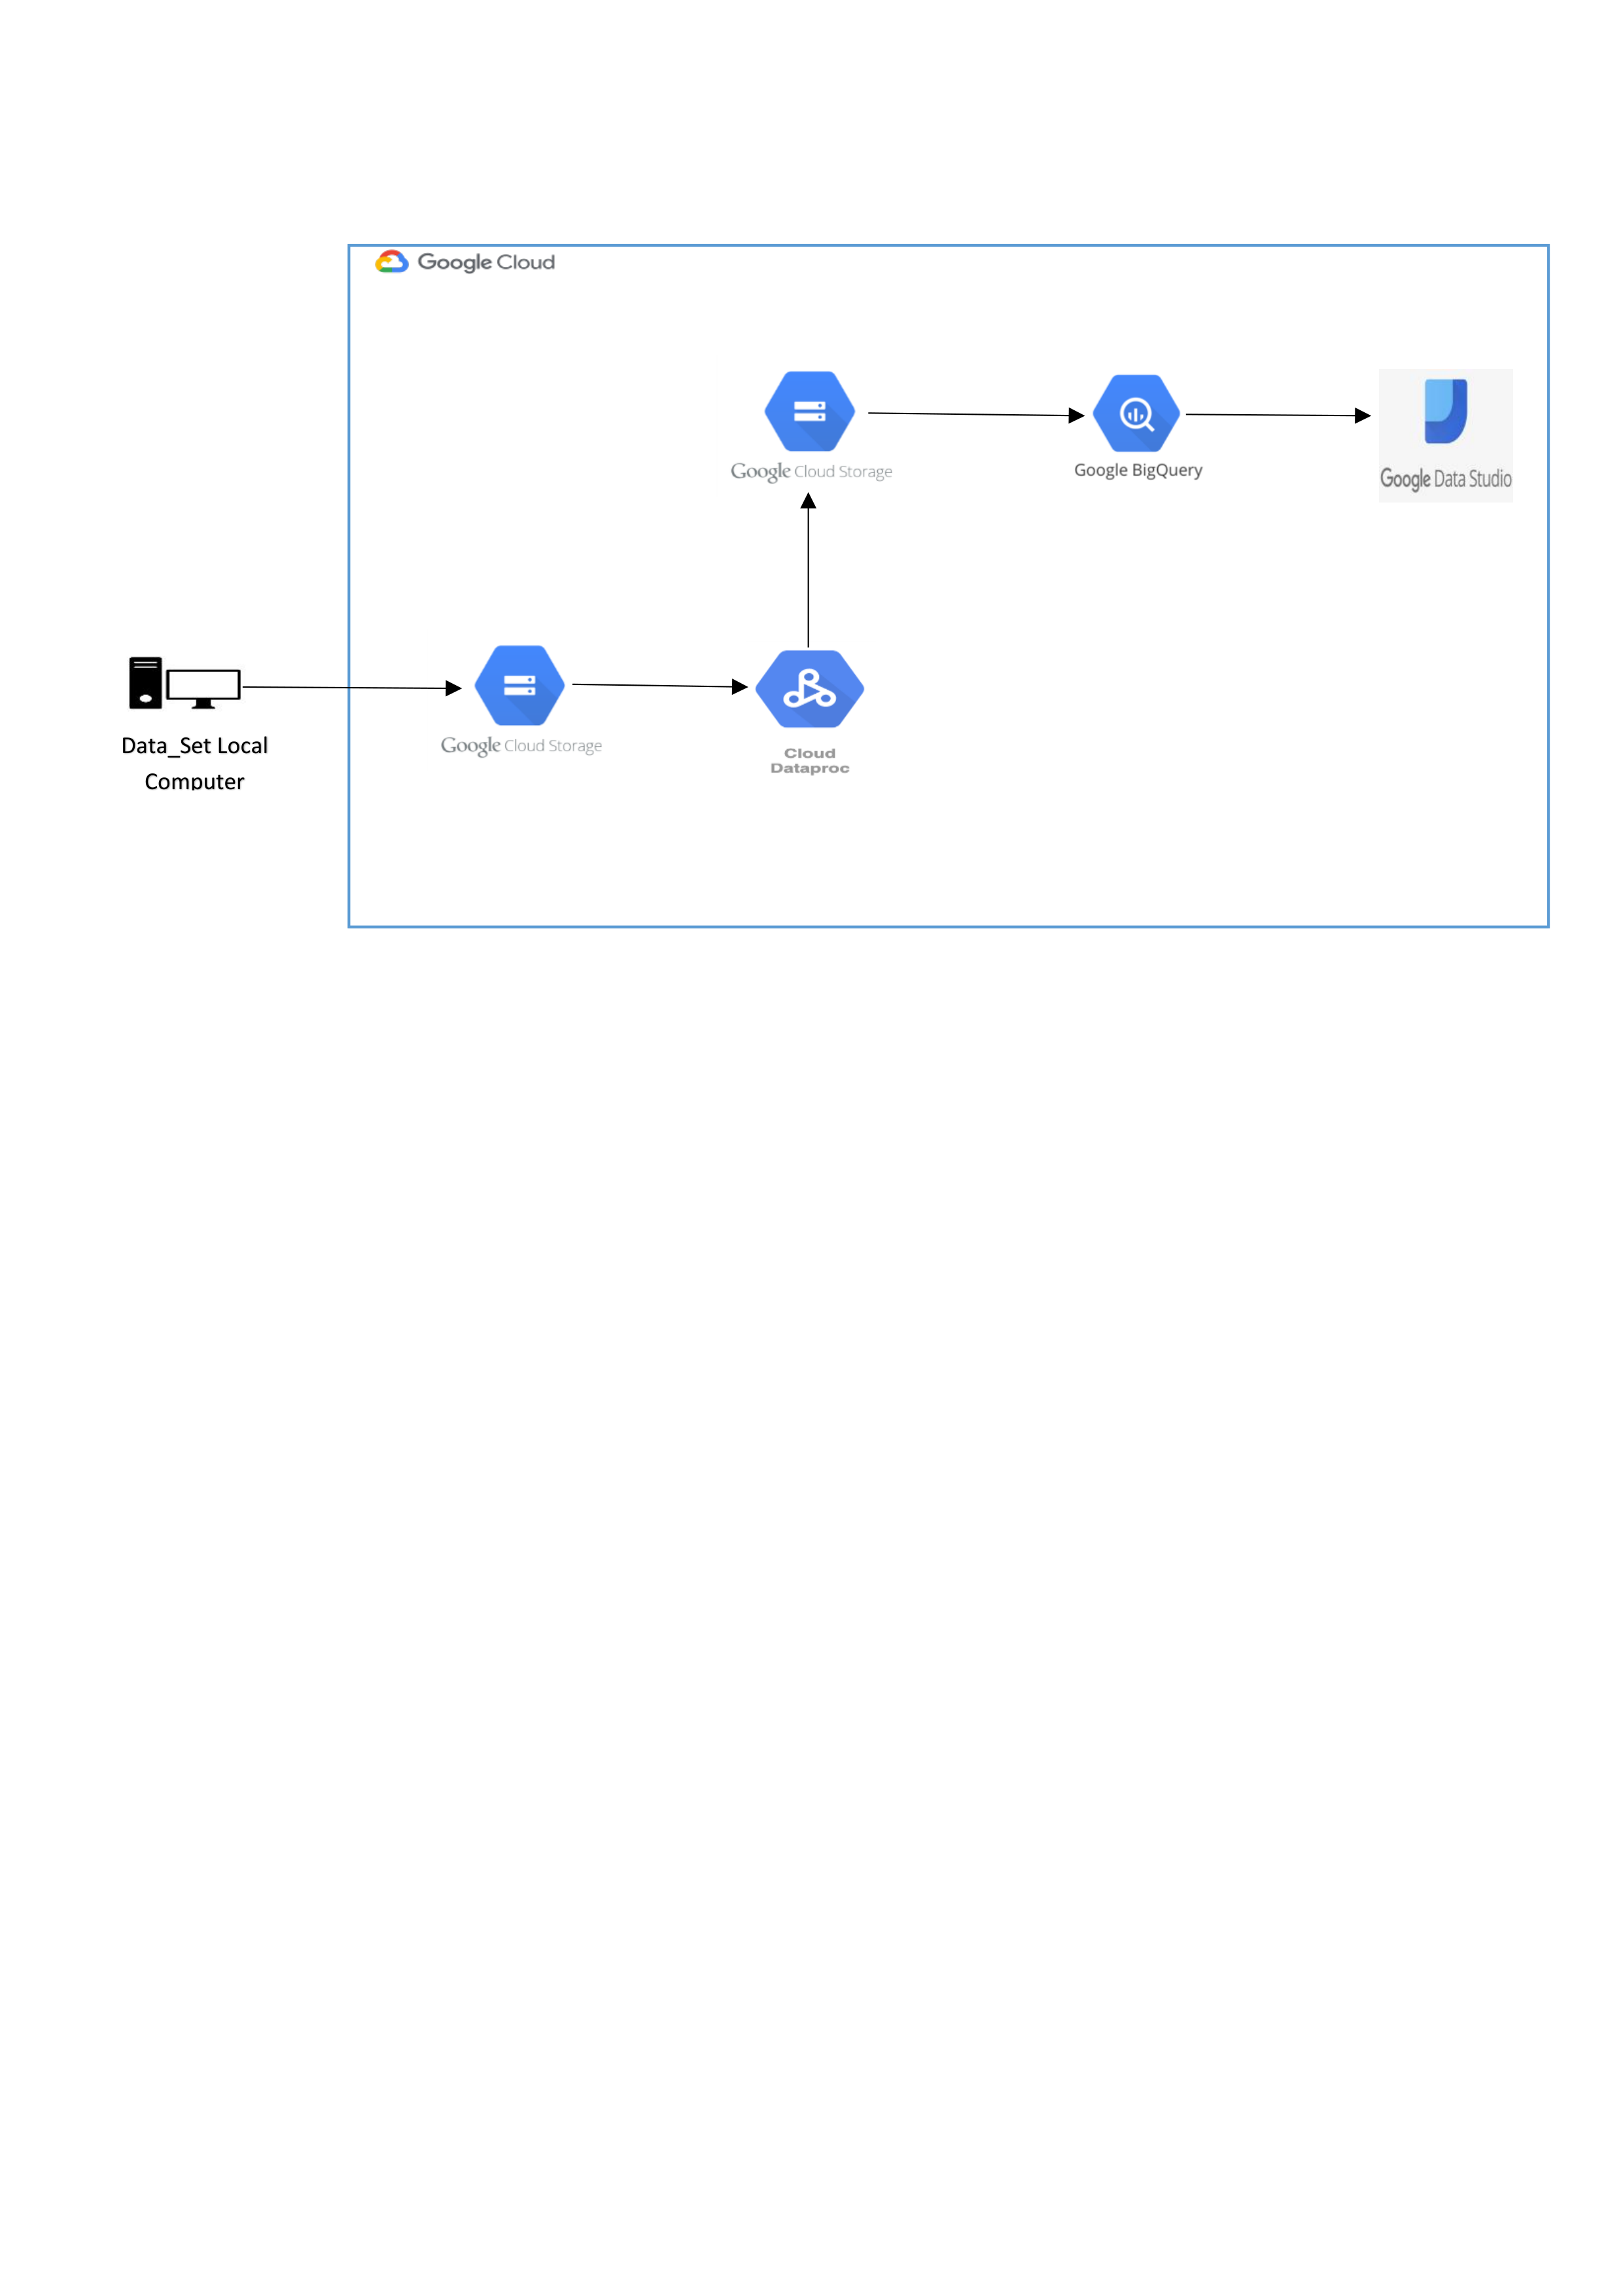 Google Cloud
Google Cloud Storage
Google BigQuery
Google Data Studio
Data_Set Local
Computer
Google Cloud Storage
Cloud
Dataproc